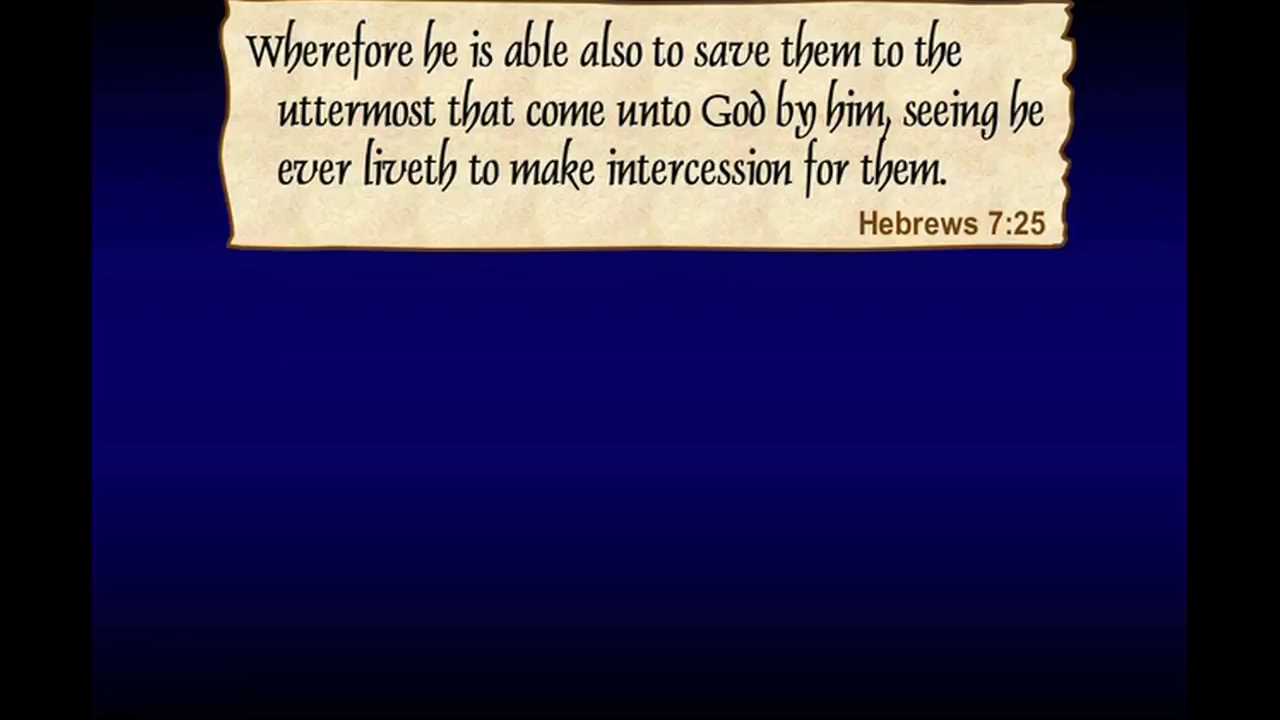 Wherefore he is able also to save them to the
uttermost that come unto God by him, seeing he
ever liveth to make intercession for them.
Hebrews 7:25